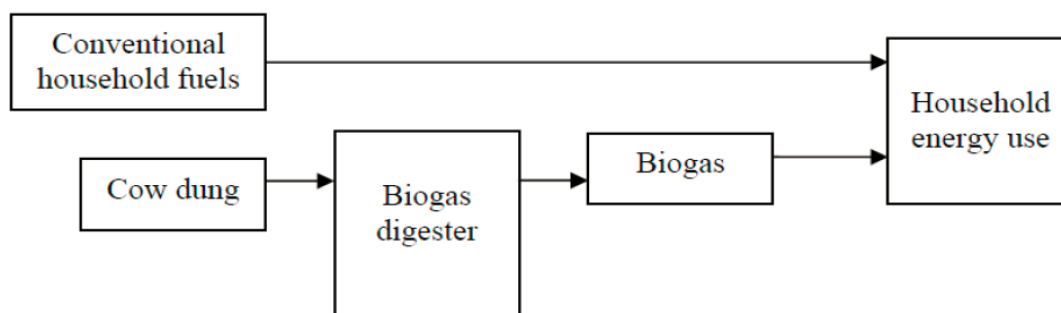 Conventional
household fuels
Household
energy use
Cow dung
Biogas
digester
Biogas